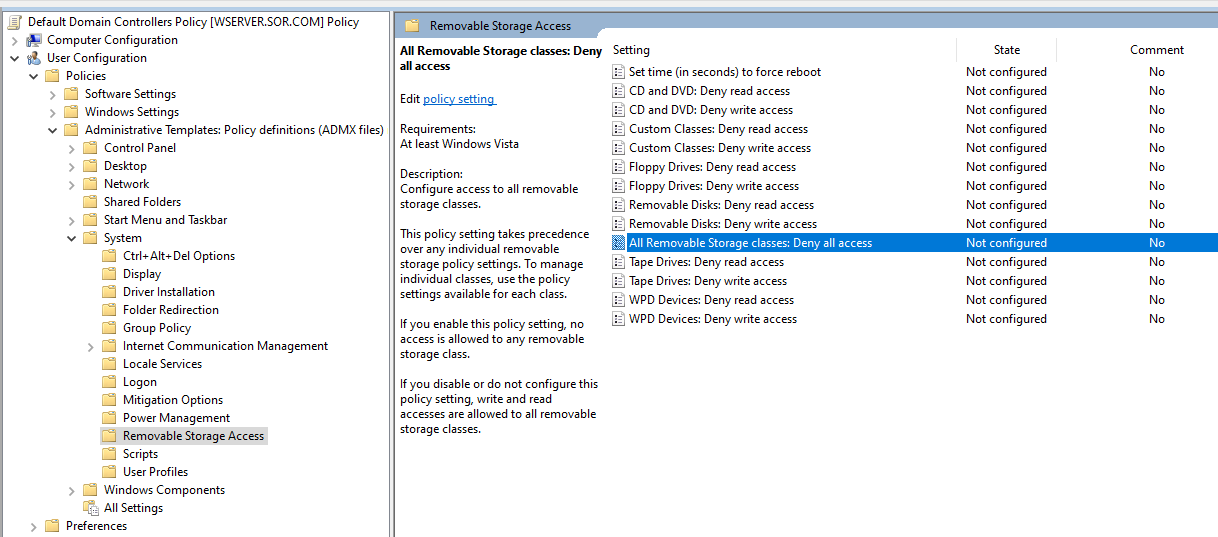 Default Domain Controllers Policy [WSERVER.SOR.COM] Policy
Computer Configuration
User Configuration
Policies
Software Settings
Windows Settings
Administrative Templates: Policy definitions (ADMX files)
Control Panel
Desktop
Network
Shared Folders
Start Menu and Taskbar
System
Ctrl+Alt+Del Options
Display
Driver Installation
Folder Redirection
Group Policy
Internet Communication Management
Locale Services
Logon
Mitigation Options
Power Management
Removable Storage Access
Scripts
User Profiles
Windows Components
All Settings
Preferences
Removable Storage Access
All Removable Storage classes: Deny
all access
Edit policy setting
Requirements:
At least Windows Vista
Description:
Configure access to all removable
storage classes.
This policy setting takes precedence
over any individual removable
storage policy settings. To manage
individual classes, use the policy
settings available for each class.
If you enable this policy setting, no
access is allowed to any removable
storage class.
If you disable or do not configure this
policy setting, write and read
accesses are allowed to all removable
storage classes.
Setting State Comment
Set time (in seconds) to force reboot Not configured No
CD and DVD: Deny read access Not configured No
CD and DVD: Deny write access Not configured No
Custom Classes: Deny read access Not configured No
Custom Classes: Deny write access Not configured No
Floppy Drives: Deny read access Not configured No
Floppy Drives: Deny write access Not configured No
Removable Disks: Deny read access Not configured No
Removable Disks: Deny write access Not configured No
All Removable Storage classes: Deny all access Not configured No
Tape Drives: Deny read access Not configured No
Tape Drives: Deny write access Not configured No
WPD Devices: Deny read access Not configured No
WPD Devices: Deny write access Not configured No